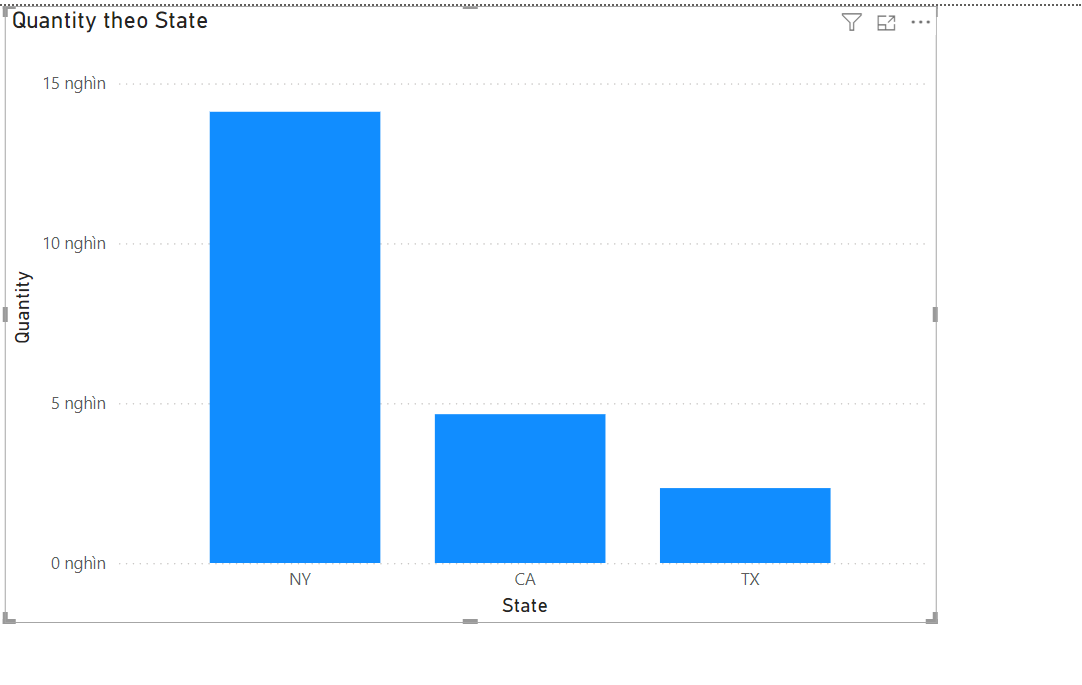 Quantity theo State
15 nghìn
10 nghìn
5 nghìn
0 nghìn
Quantity
NY
CA
TX
State